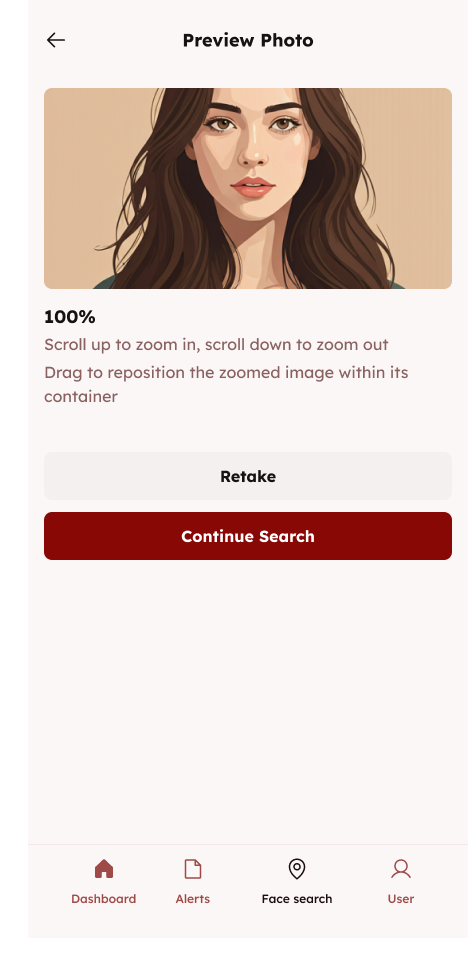 Preview Photo
100%
Scroll up to zoom in, scroll down to zoom out
Drag to reposition the zoomed image within its
container
Retake
Continue Search
Dashboard
Alerts
Face search
User